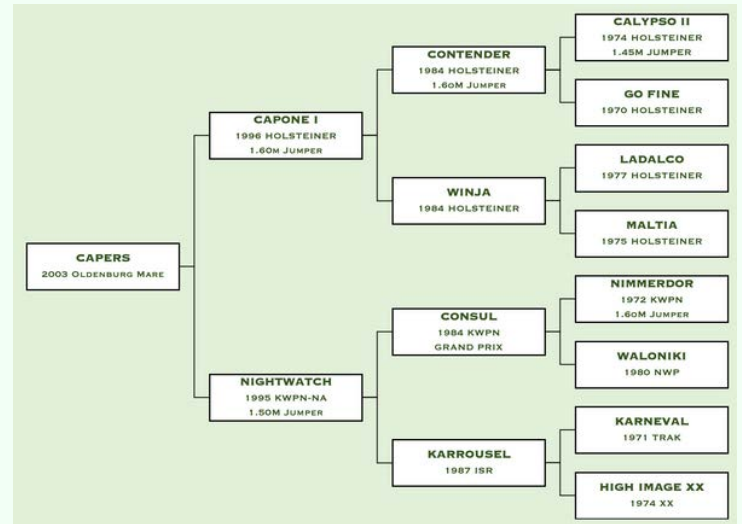 CALYPSO II
1974 HOLSTEINER
1.45M JUMPER
CONTENDER
1984 HOLSTEINER
1.60M JUMPER
GO FINE
1970 HOLSTEINER
CAPONE I
1996 HOLSTEINER
1.60M JUMPER
LADALCO
1977 HOLSTEINER
WINJA
1984 HOLSTEINER
MALTIA
1975 HOLSTEINER
CAPERS
2003 OLDENBURG MARE
NIMMERDOR
1972 KWPN
1.60M JUMPER
CONSUL
1984 KWPN
GRAND PRIX
WALONIKI
1980 NWP
NIGHTWATCH
1995 KWPN-NA
1.50M JUMPER
KARNEVAL
1971 TRAK
KARROUSEL
1987 ISR
HIGH IMAGE XX
1974 XX